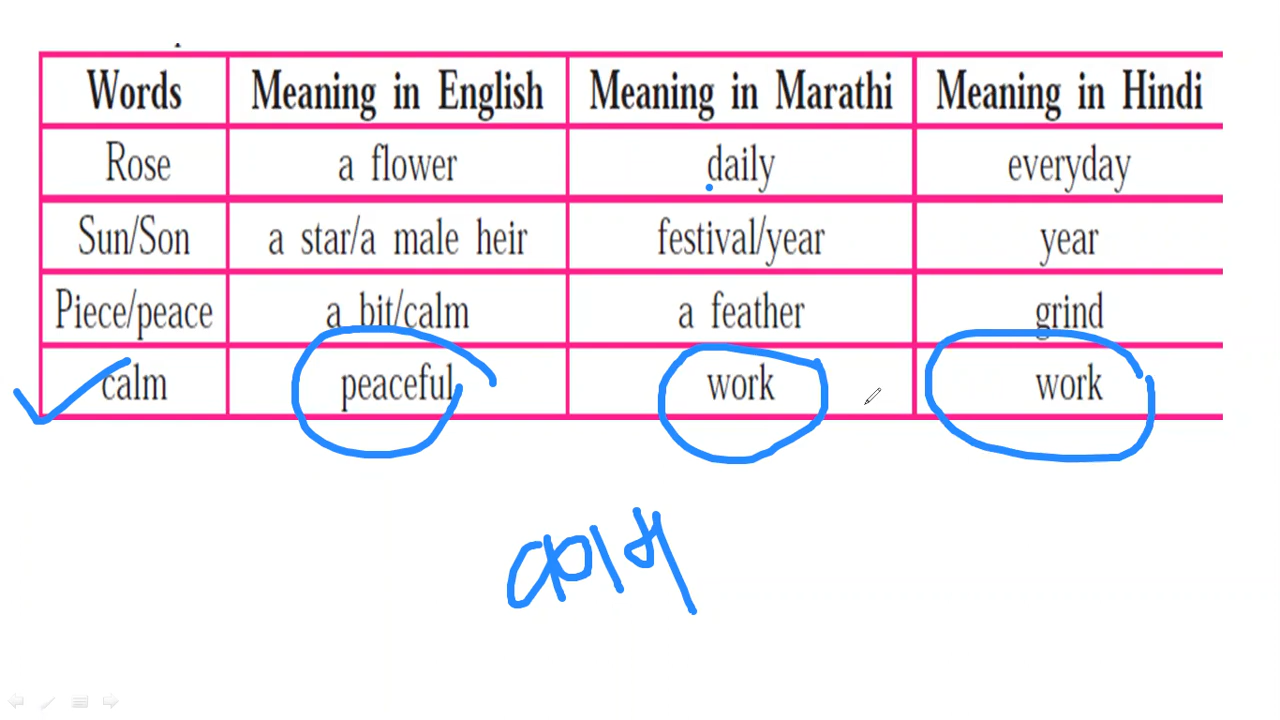 Words Meaning in English Meaning in Marathi Meaning in Hindi
Rose a flower daily everyday
Sun/Son a star/a male heir festival/year year
Piece/peace a bit/calm a feather grind
calm peaceful work work
काम